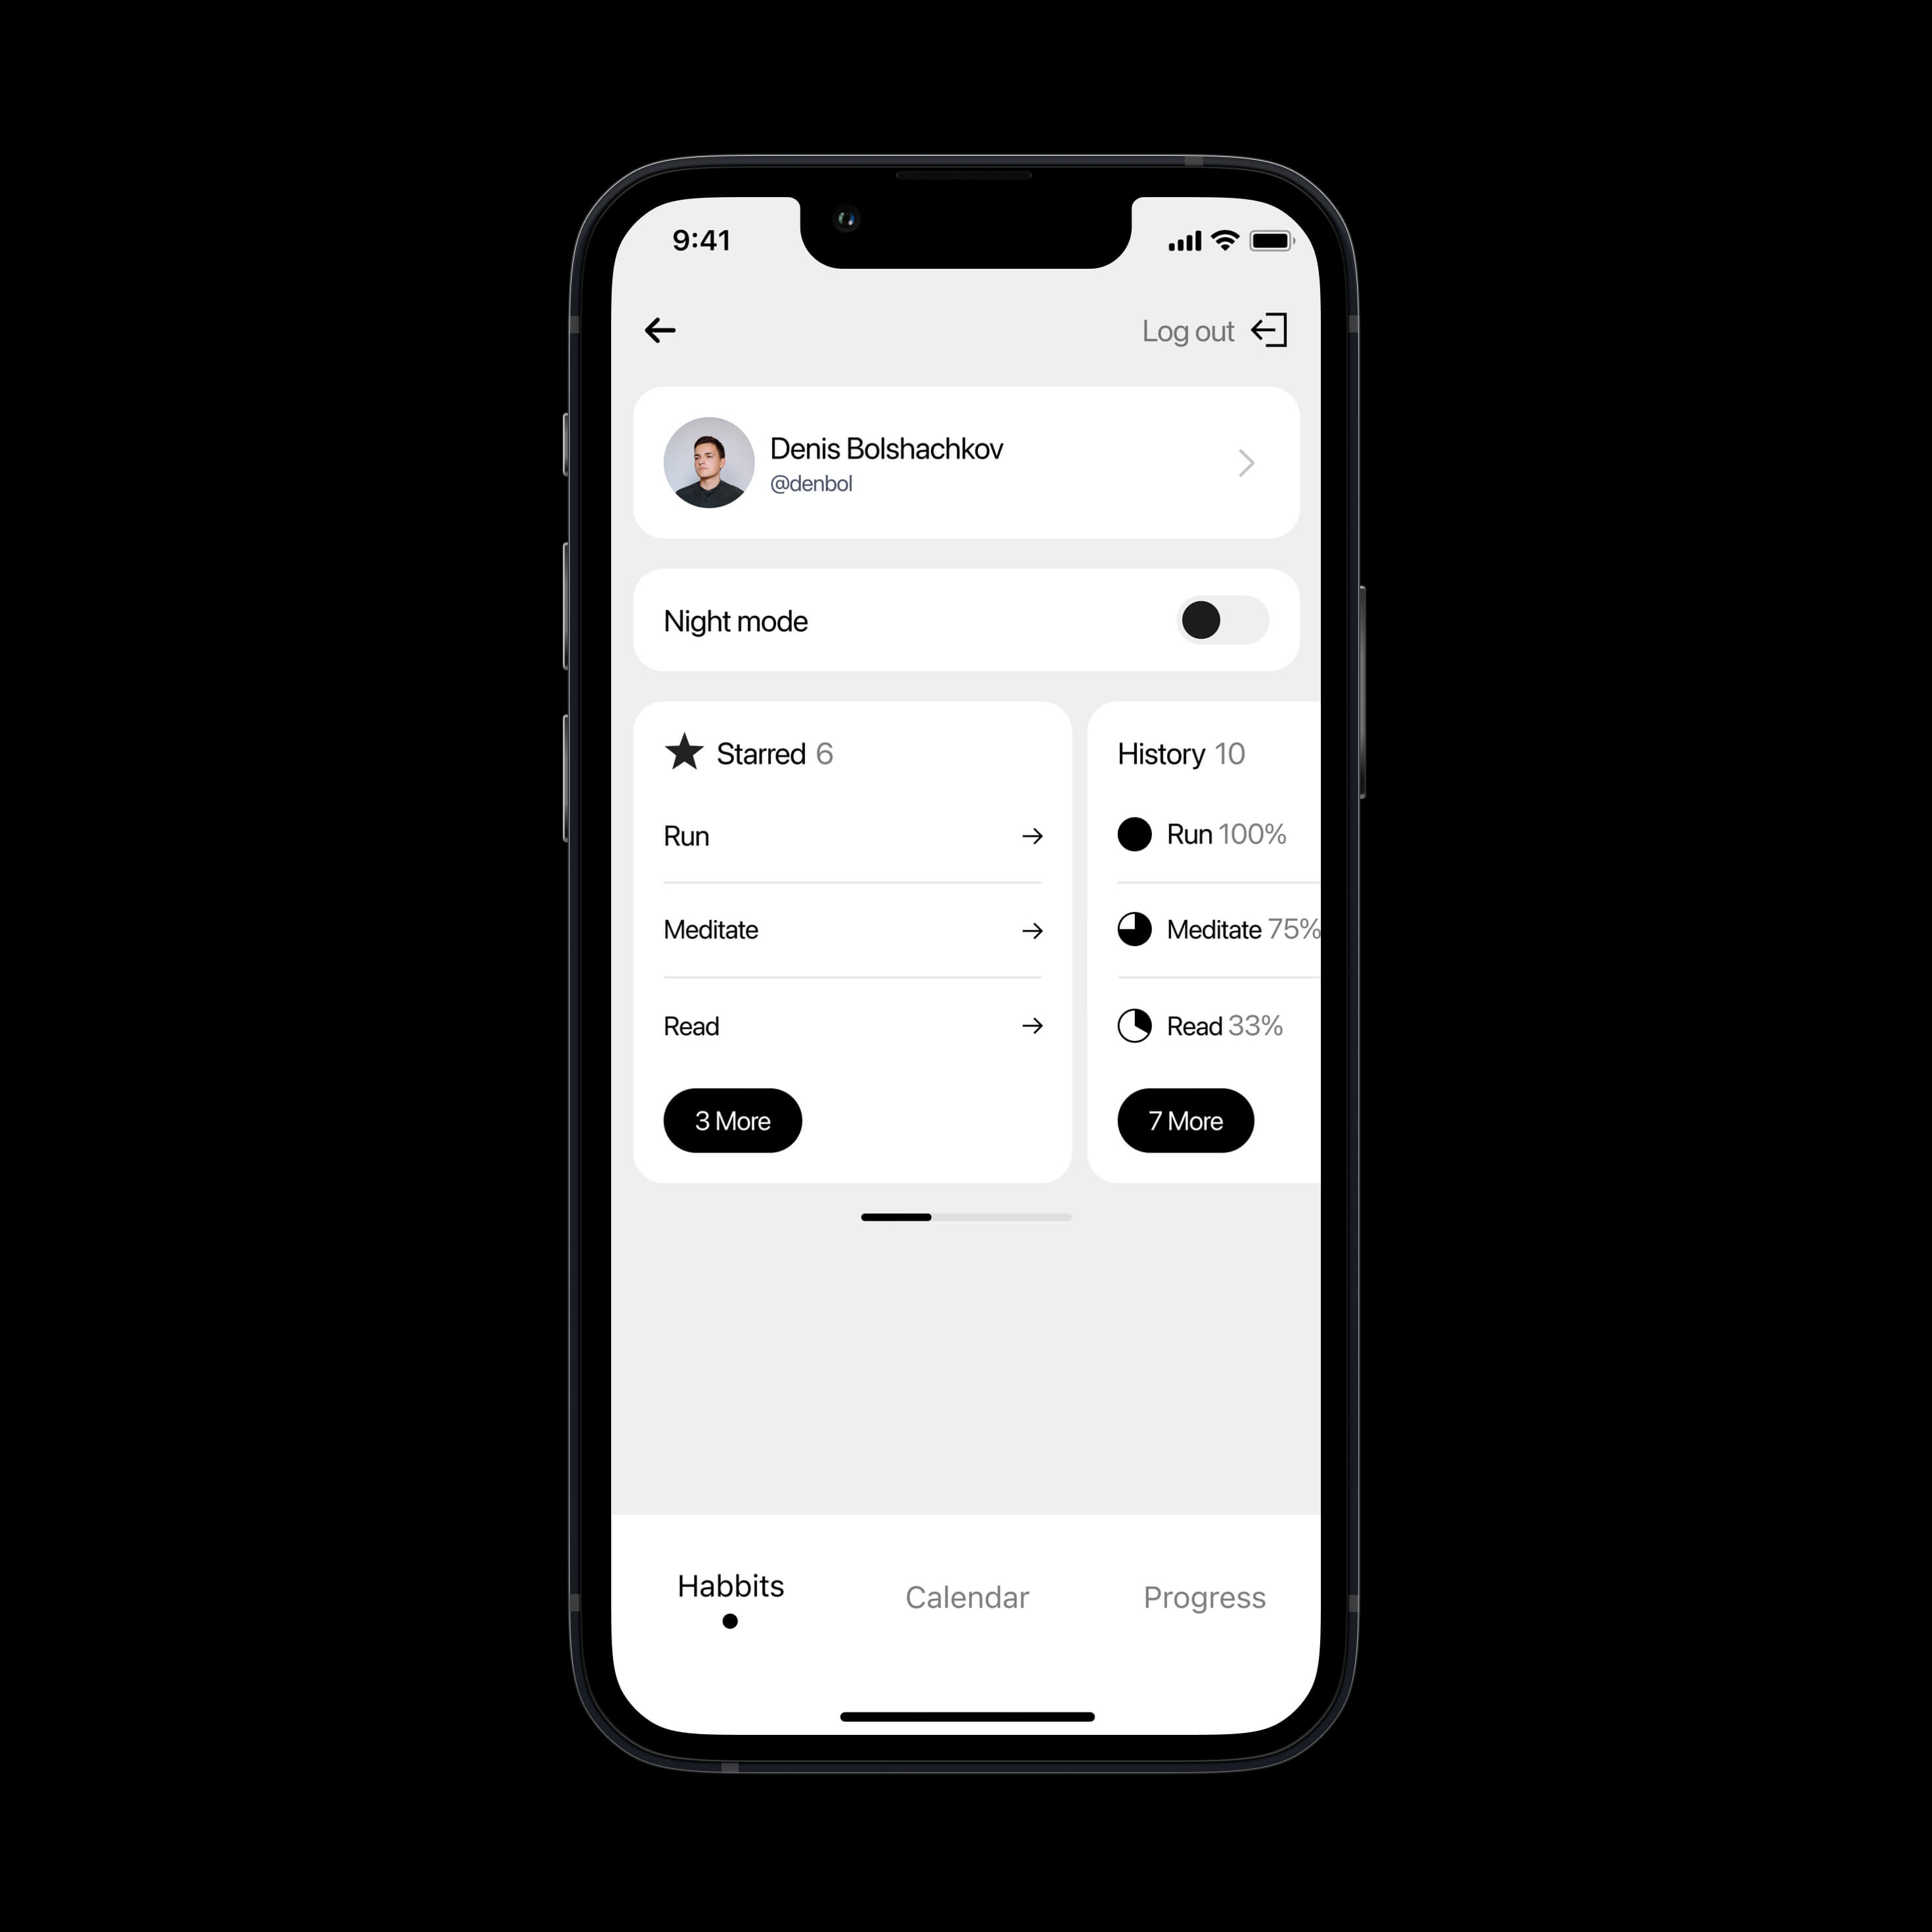 9:41
Log out
Denis Bolshachkov
@denbol
Night mode
Starred 6
Run
Meditate
Read
3 More
History 10
Run 100%
Meditate 75%
Read 33%
7 More
Habbits
Calendar
Progress